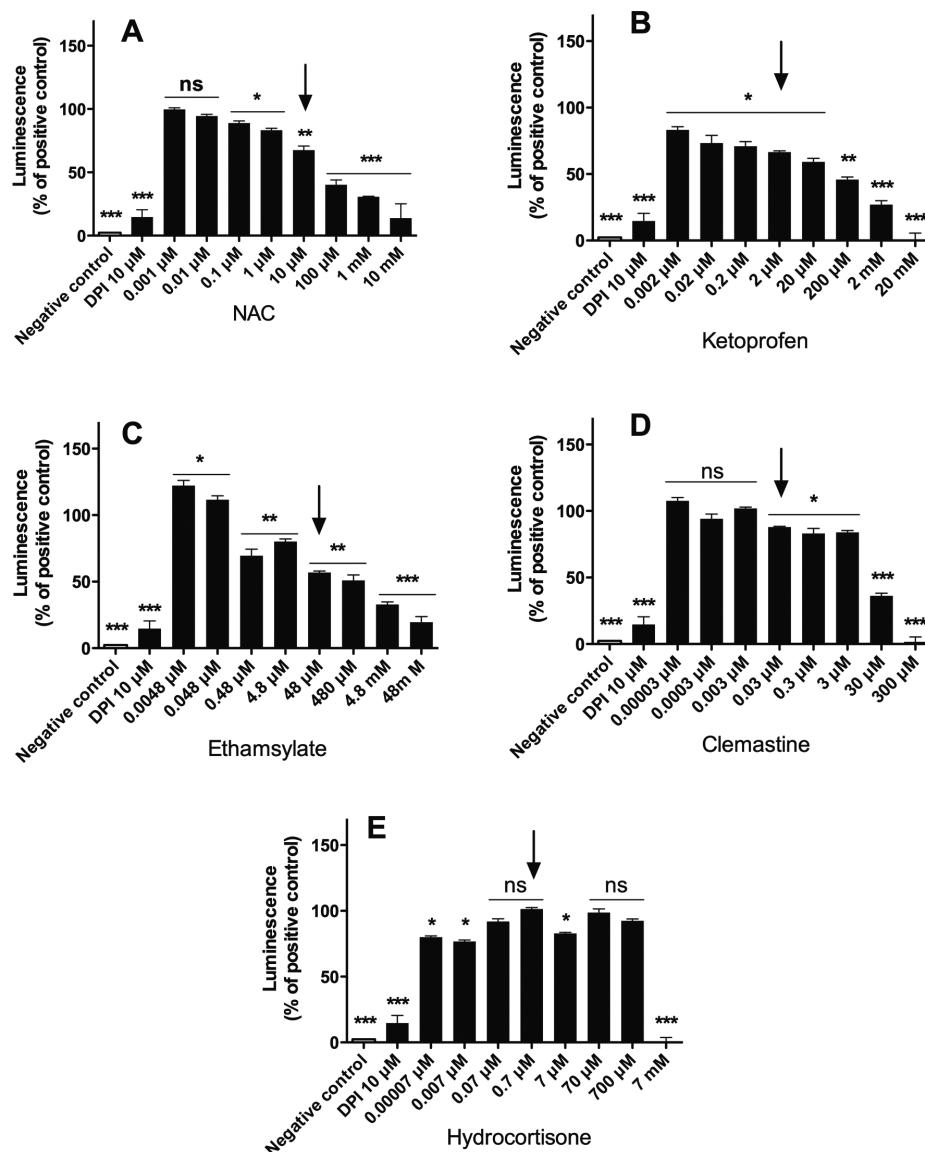 A
Luminescence
(% of positive control)
150
100
50
0
***
***
ns
*
**
***
Negative control
DPI 10 µM
0.001 µM
0.01 µM
0.1 µM
1 µM
10 µM
100 µM
1 mM
10 mM
NAC
B
Luminescence
(% of positive control)
150
100
50
0
***
***
*
**
***
***
Negative control
DPI 10 µM
0.002 µM
0.02 µM
0.2 µM
2 µM
20 µM
200 µM
2 mM
20 mM
Ketoprofen
C
Luminescence
(% of positive control)
150
100
50
0
***
***
*
**
**
***
Negative control
DPI 10 µM
0.0048 µM
0.048 µM
0.48 µM
4.8 µM
48 µM
480 µM
4.8 mM
48m M
Ethamsylate
D
Luminescence
(% of positive control)
150
100
50
0
***
***
ns
*
***
***
Negative control
DPI 10 µM
0.00003 µM
0.0003 µM
0.003 µM
0.03 µM
0.3 µM
3 µM
30 µM
300 µM
Clemastine
E
Luminescence
(% of positive control)
150
100
50
0
***
***
*
*
ns
*
ns
***
Negative control
DPI 10 µM
0.00007 µM
0.007 µM
0.07 µM
0.7 µM
7 µM
70 µM
700 µM
7 mM
Hydrocortisone